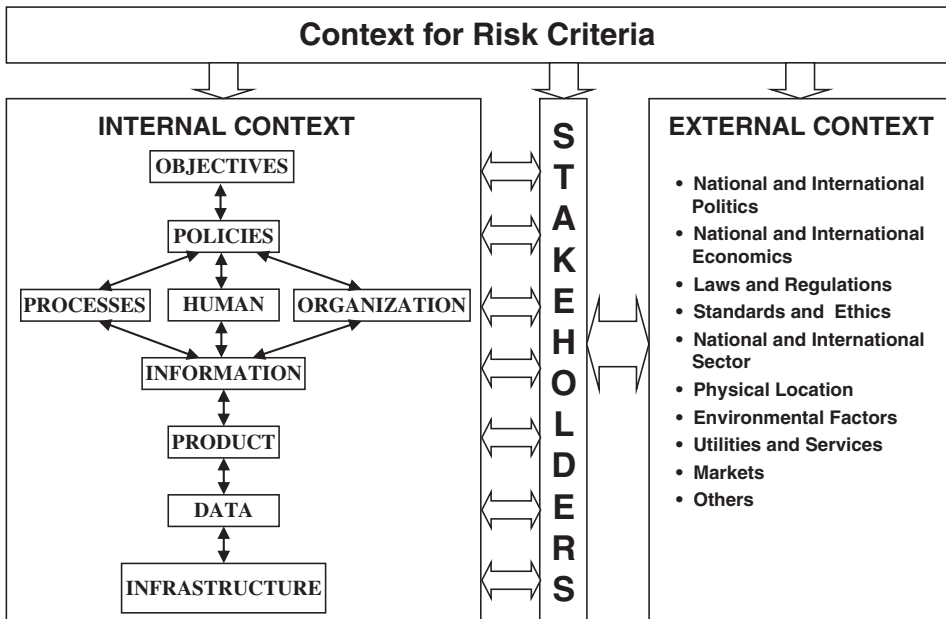 Context for Risk Criteria
INTERNAL CONTEXT
OBJECTIVES
POLICIES
PROCESSES
HUMAN
ORGANIZATION
INFORMATION
PRODUCT
DATA
INFRASTRUCTURE
STAKEHOLDERS
EXTERNAL CONTEXT
• National and International
Politics
• National and International
Economics
• Laws and Regulations
• Standards and Ethics
• National and International
Sector
• Physical Location
• Environmental Factors
• Utilities and Services
• Markets
• Others